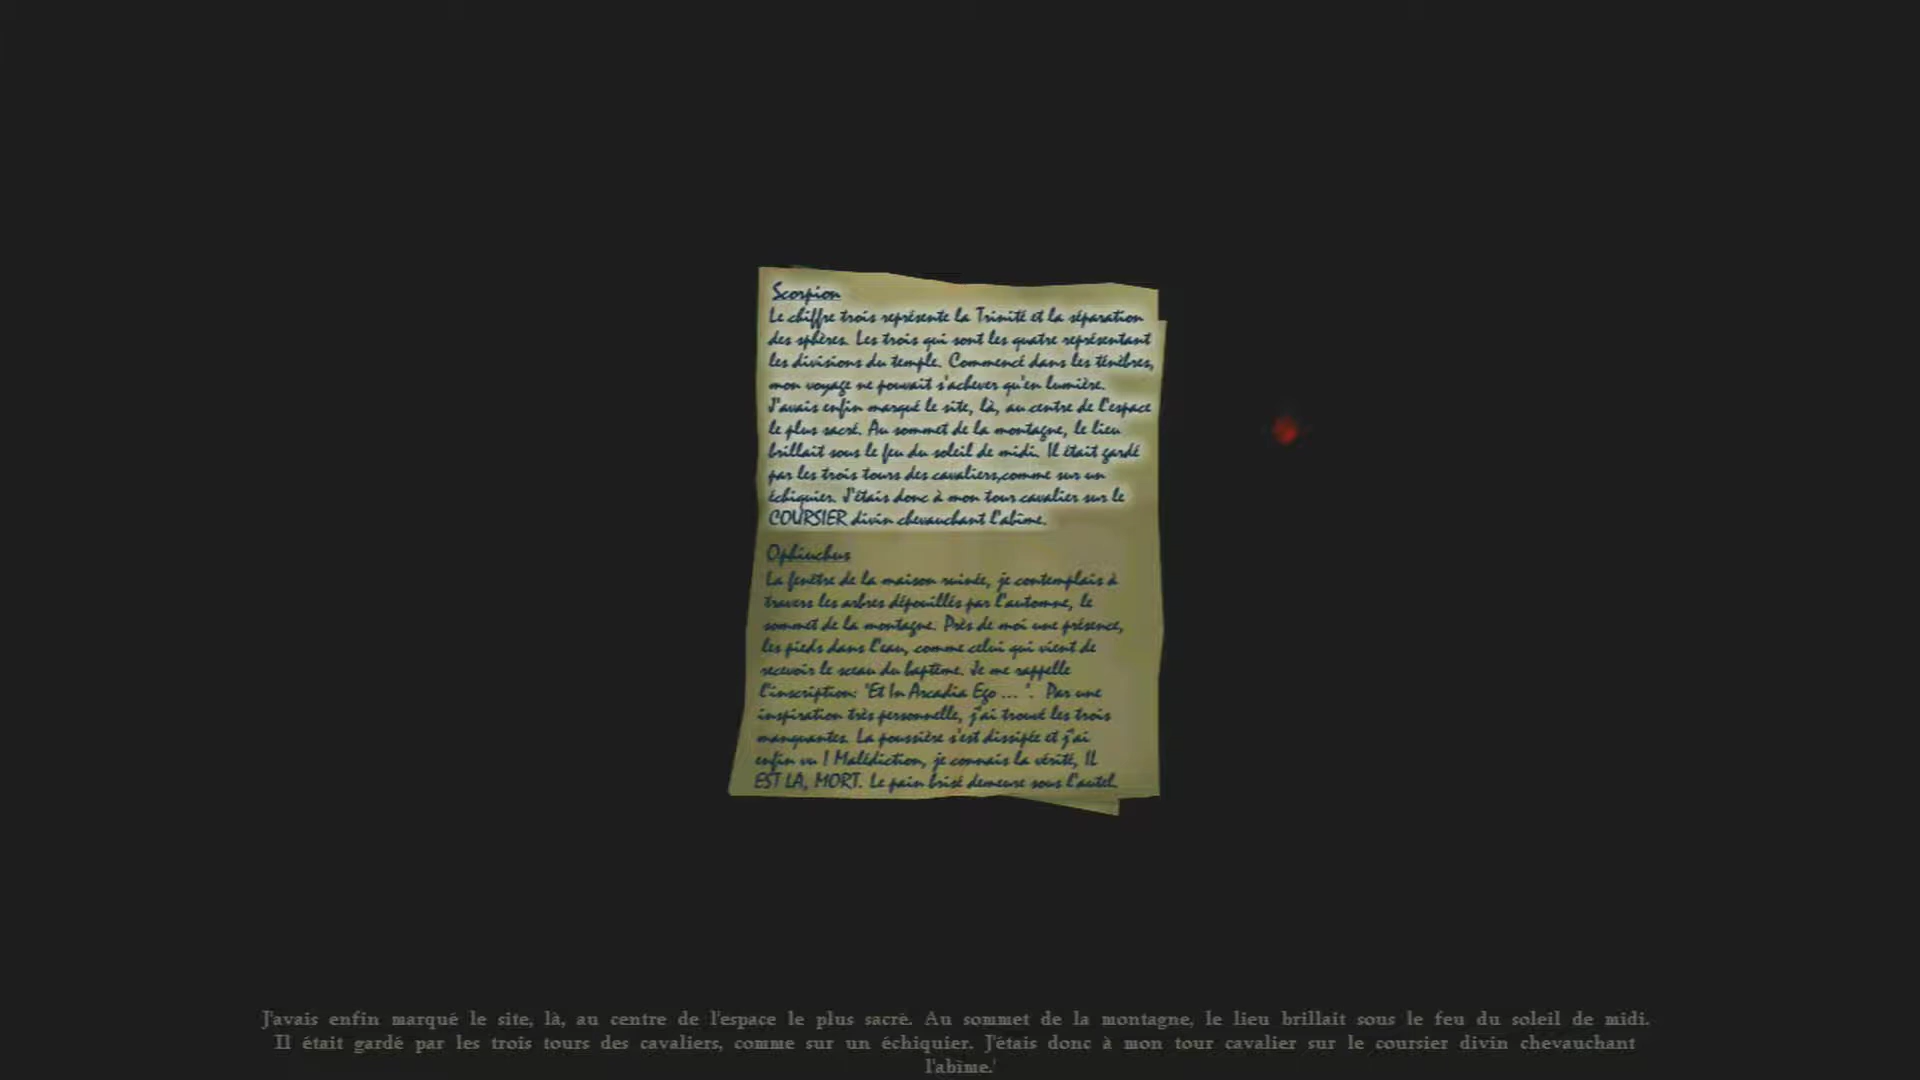 Scorpion
Le chiffre trois représente la Trinité et la séparation
des sphères. Les trois qui sont les quatre représentant
les divisions du temple. Commencé dans les ténèbres,
mon voyage ne pouvait s'achever qu'en lumière.
J'avais enfin marqué le site, là, au centre de l'espace
le plus sacré. Au sommet de la montagne, le lieu
brillait sous le feu du soleil de midi. Il était gardé
par les trois tours des cavaliers,comme sur un
échiquier. J'étais donc à mon tour cavalier sur le
COURSIER divin chevauchant l'abîme.
Ophiuchus
La fenêtre de la maison ruinée, je contemplais à
travers les arbres dépouillés par l'automne, le
sommet de la montagne. Près de moi une présence,
les pieds dans l'eau, comme celui qui vient de
recevoir le sceau du baptême. Je me rappelle
l'inscription: 'Et In Arcadia Ego ... '. Par une
inspiration très personnelle, j'ai trouvé les trois
manquantes. La poussière s'est dissipée et j'ai
enfin vu ! Malédiction, je connais la vérité, IL
EST LA, MORT. Le pain brisé demeure sous l'autel.
J'avais enfin marqué le site, là, au centre de l'espace le plus sacré. Au sommet de la montagne, le lieu brillait sous le feu du soleil de midi.
Il était gardé par les trois tours des cavaliers, comme sur un échiquier. J'étais donc à mon tour cavalier sur le coursier divin chevauchant
l'abîme.'